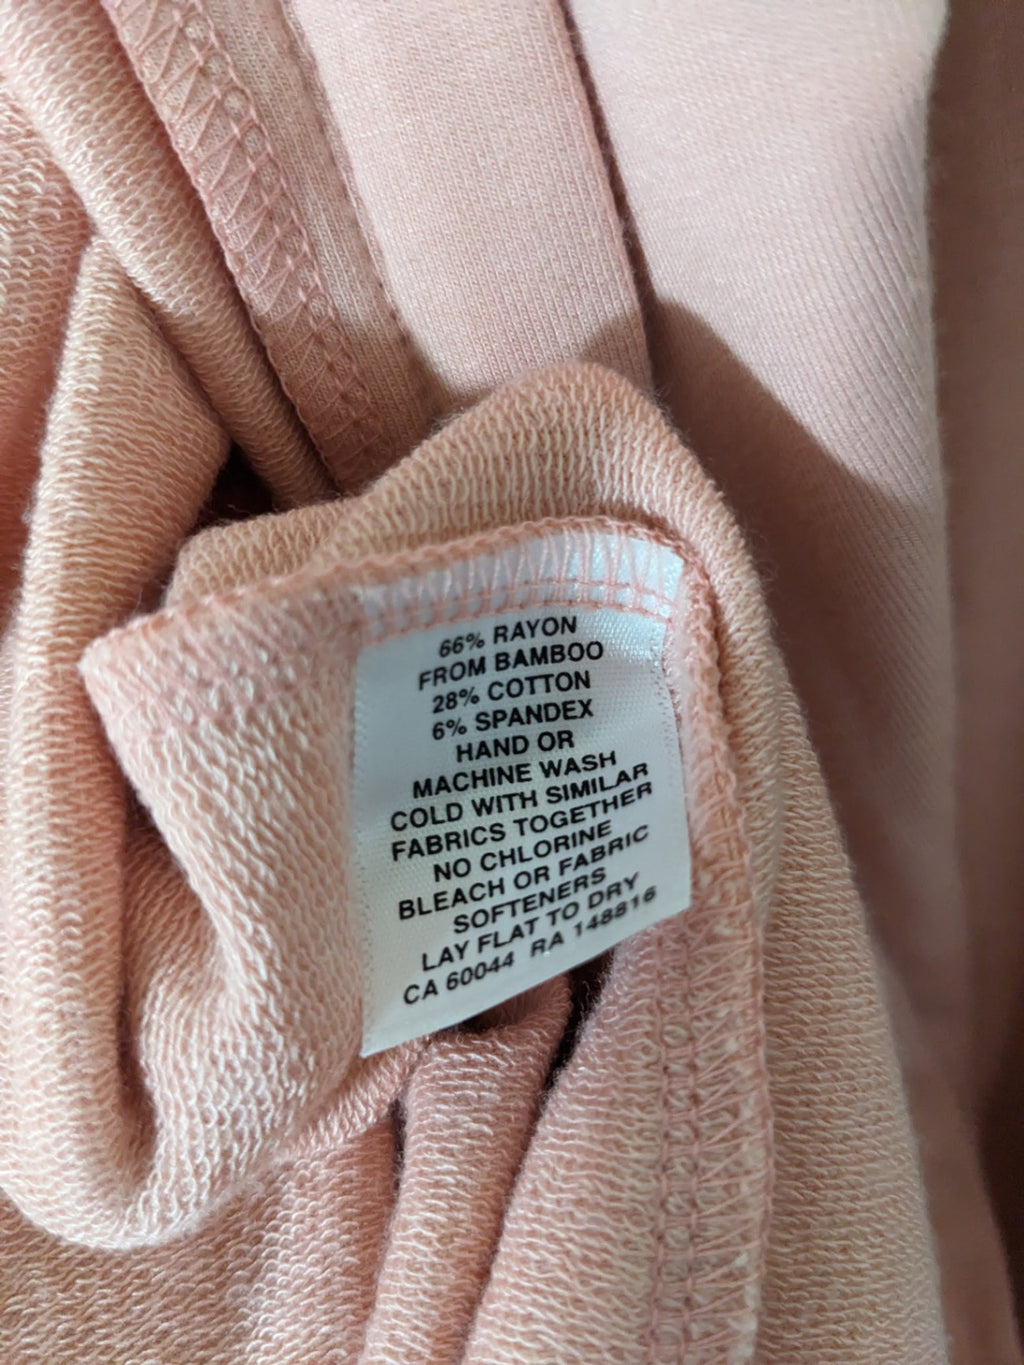 66% RAYON
FROM BAMBOO
28% COTTON
6% SPANDEX
HAND OR
MACHINE WASH
COLD WITH SIMILAR
FABRICS TOGETHER
NO CHLORINE
BLEACH OR FABRIC
SOFTENERS
LAY FLAT TO DRY
CA 60044 RA 148816